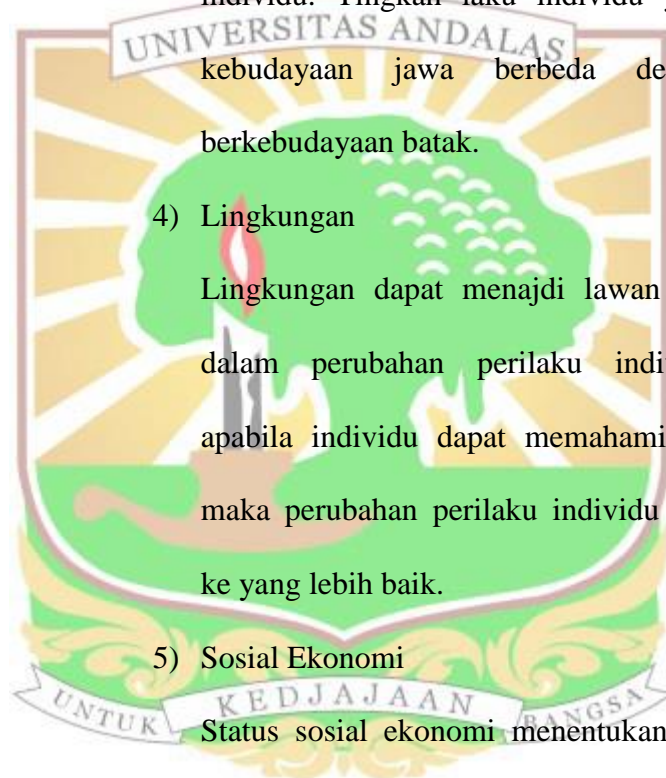 individu. Tingkah laku individu
UNIVERSITAS ANDALAS
kebudayaan jawa berbeda de
berkebudayaan batak.
4) Lingkungan
Lingkungan dapat menajdi lawan
dalam perubahan perilaku indi
apabila individu dapat memahami
maka perubahan perilaku individu
ke yang lebih baik.
5) Sosial Ekonomi
UNTUK KEDJAJAAN BANGSA
Status sosial ekonomi menentukan